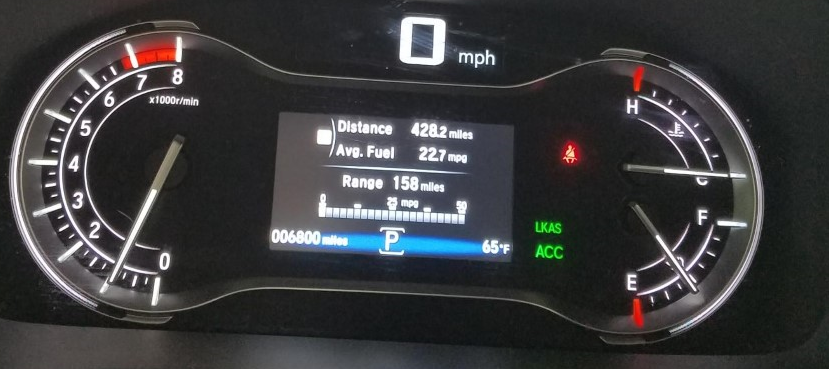 0 mph
8
7
6
x1000r/min
5
4
3
2
0
Distance 428.2 miles
Avg. Fuel 22.7 mpg
Range 158 miles
0 25 mpg 50
006800 miles P 65°F
LKAS
ACC
H
C
F
E